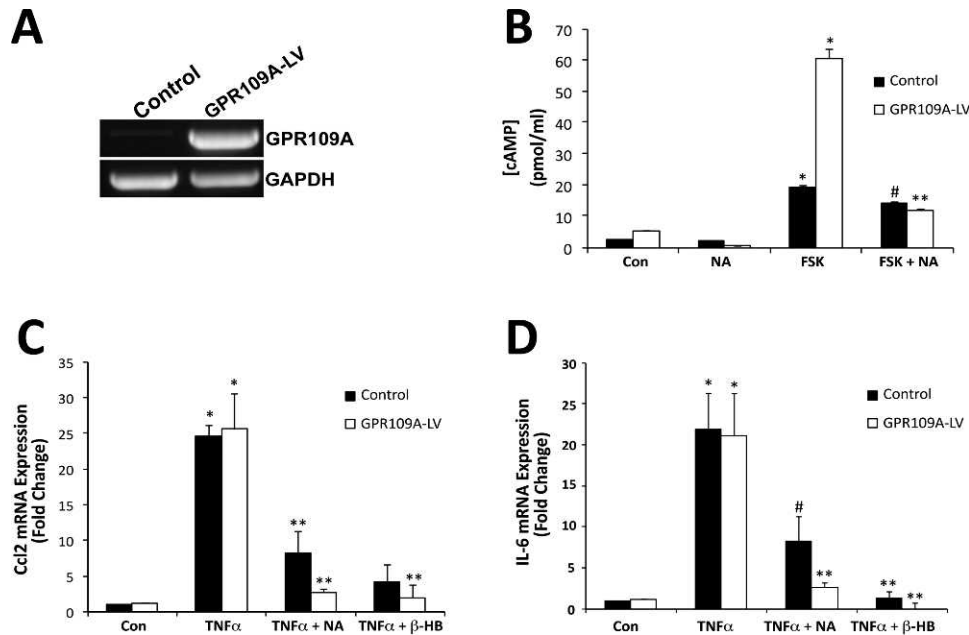 A
Control
GPR109A-LV
GPR109A
GAPDH
B
[cAMP]
(pmol/ml)
70
60
50
40
30
20
10
0
*
*
#
**
Control
GPR109A-LV
Con
NA
FSK
FSK + NA
C
Ccl2 mRNA Expression
(Fold Change)
35
30
25
20
15
10
5
0
*
*
**
**
**
Control
GPR109A-LV
Con
TNFα
TNFα + NA
TNFα + β-HB
D
IL-6 mRNA Expression
(Fold Change)
30
25
20
15
10
5
0
*
*
#
**
**
**
Control
GPR109A-LV
Con
TNFα
TNFα + NA
TNFα + β-HB